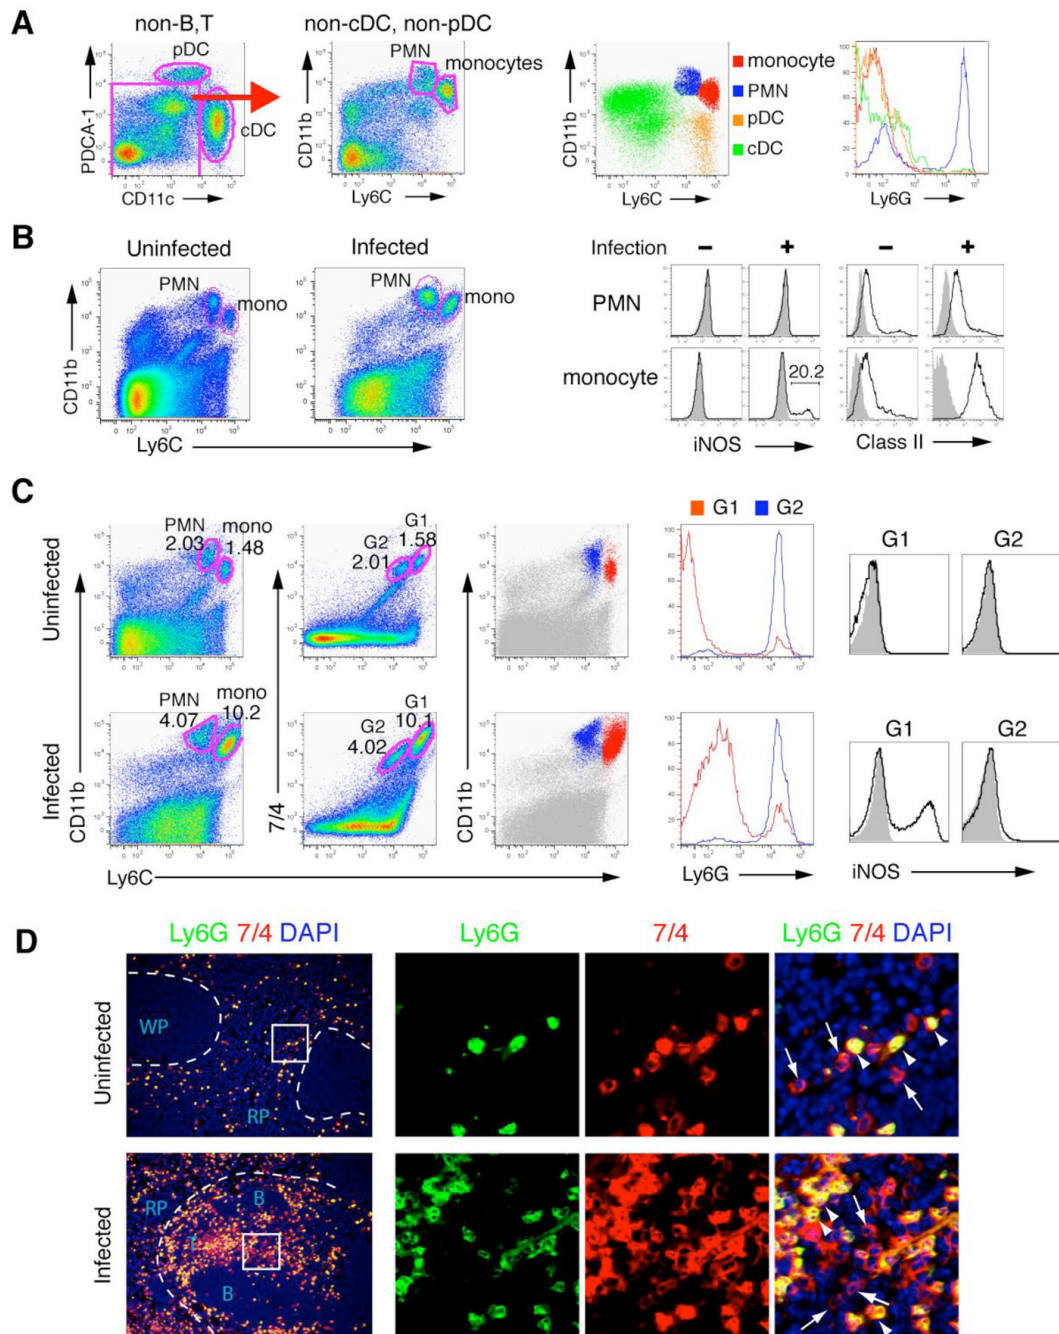 A
non-B,T
non-cDC, non-pDC
pDC
cDC
PDCA-1
CD11c
PMN
monocytes
CD11b
Ly6C
CD11b
Ly6C
monocyte
PMN
pDC
cDC
Ly6G
B
Uninfected
Infected
PMN
mono
PMN
mono
CD11b
Ly6C
Infection − + − +
PMN
monocyte
20.2
iNOS
Class II
C
G1 G2
Uninfected
PMN
2.03
mono
1.48
G2
2.01
G1
1.58
G1
G2
Infected
PMN
4.07
mono
10.2
G2
4.02
G1
10.1
G1
G2
CD11b
7/4
CD11b
Ly6C
Ly6G
iNOS
D
Ly6G 7/4 DAPI
Ly6G
7/4
Ly6G 7/4 DAPI
Uninfected
WP
RP
Infected
RP
B
T
B